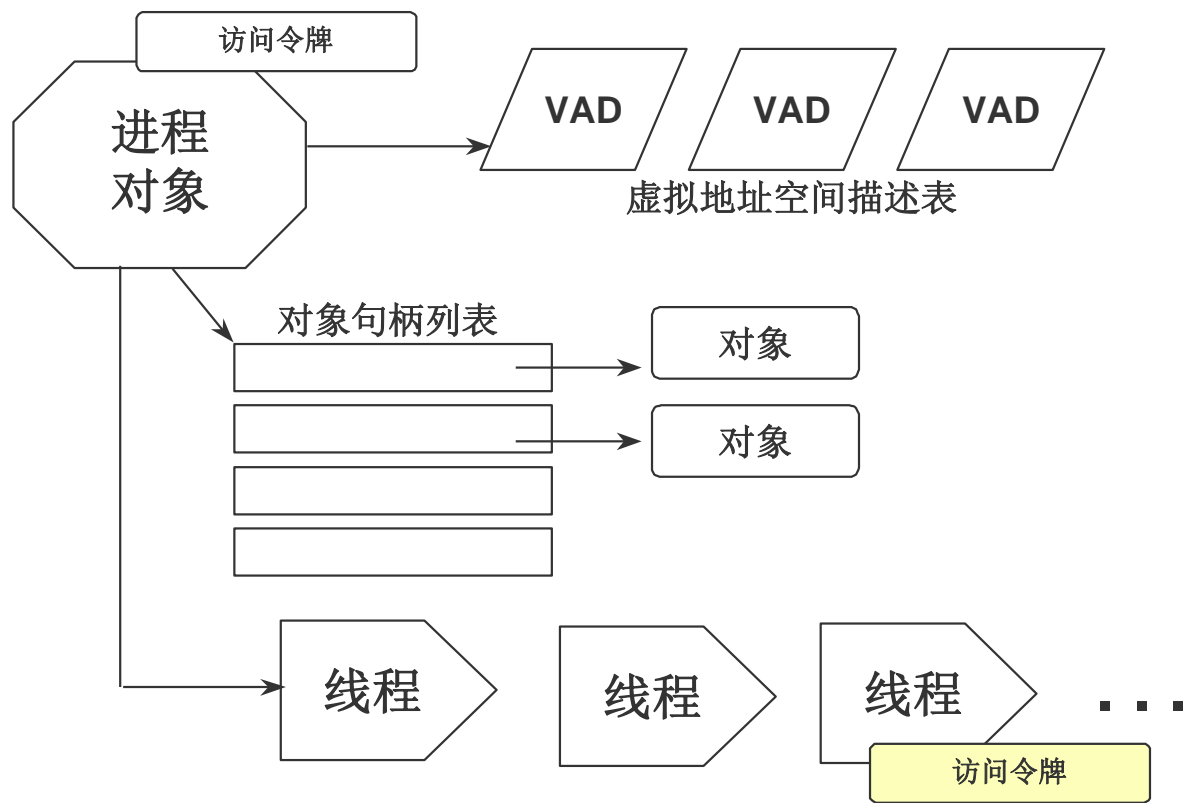 访问令牌
进程
对象
VAD VAD VAD
虚拟地址空间描述表
对象句柄列表
对象
对象
线程 线程 线程 ...
访问令牌